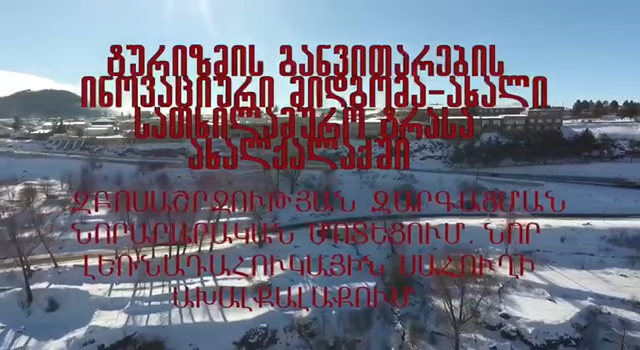 ტურიზმის განვითარების
ინოვაციური მიდგომა-ახალი
სათხილამურო ტრასა
ახალქალაქში
ԶԲՈՍԱՇՐՋՈՒԹՅԱՆ ԶԱՐԳԱՑՄԱՆ
ՆՈՐԱՐԱՐԱԿԱՆ ՄՈՏԵՑՈՒՄ. ՆՈՐ
ԼԵՌՆԱԴԱՀՈՒԿԱՅԻՆ ՍԱՀՈՒՂԻ
ԱԽԱԼՔԱԼԱՔՈՒՄ